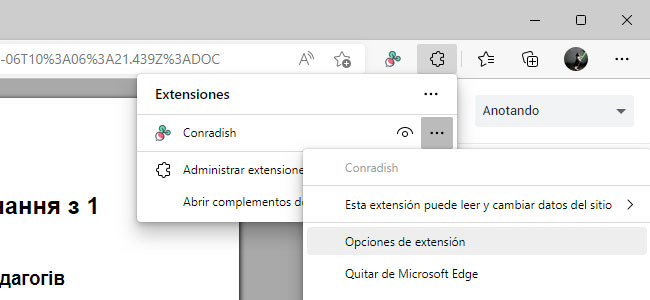 -06T10%3A06%3A21.439Z%3ADOC
Extensiones
Anotando
Conradish
Administrar extensione
Abrir complementos d
Conradish
Esta extensión puede leer y cambiar datos del sitio
Opciones de extensión
Quitar de Microsoft Edge
лання з 1
дагогів